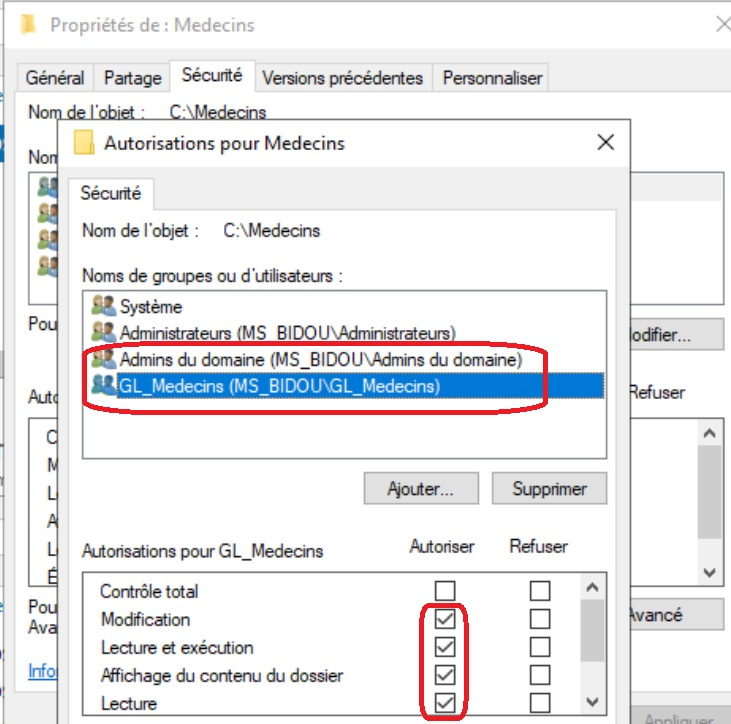 Propriétés de : Medecins
Général Partage Sécurité Versions précédentes Personnaliser
Nom de l'objet : C:\Medecins
Autorisations pour Medecins
Sécurité
Nom de l'objet : C:\Medecins
Noms de groupes ou d'utilisateurs :
Système
Administrateurs (MS_BIDOU\Administrateurs)
Admins du domaine (MS_BIDOU\Admins du domaine)
GL_Medecins (MS_BIDOU\GL_Medecins)
Ajouter... Supprimer
Refuser
Autorisations pour GL_Medecins Autoriser Refuser
Contrôle total
Modification
Lecture et exécution
Affichage du contenu du dossier
Lecture
Avancé
Appliquer